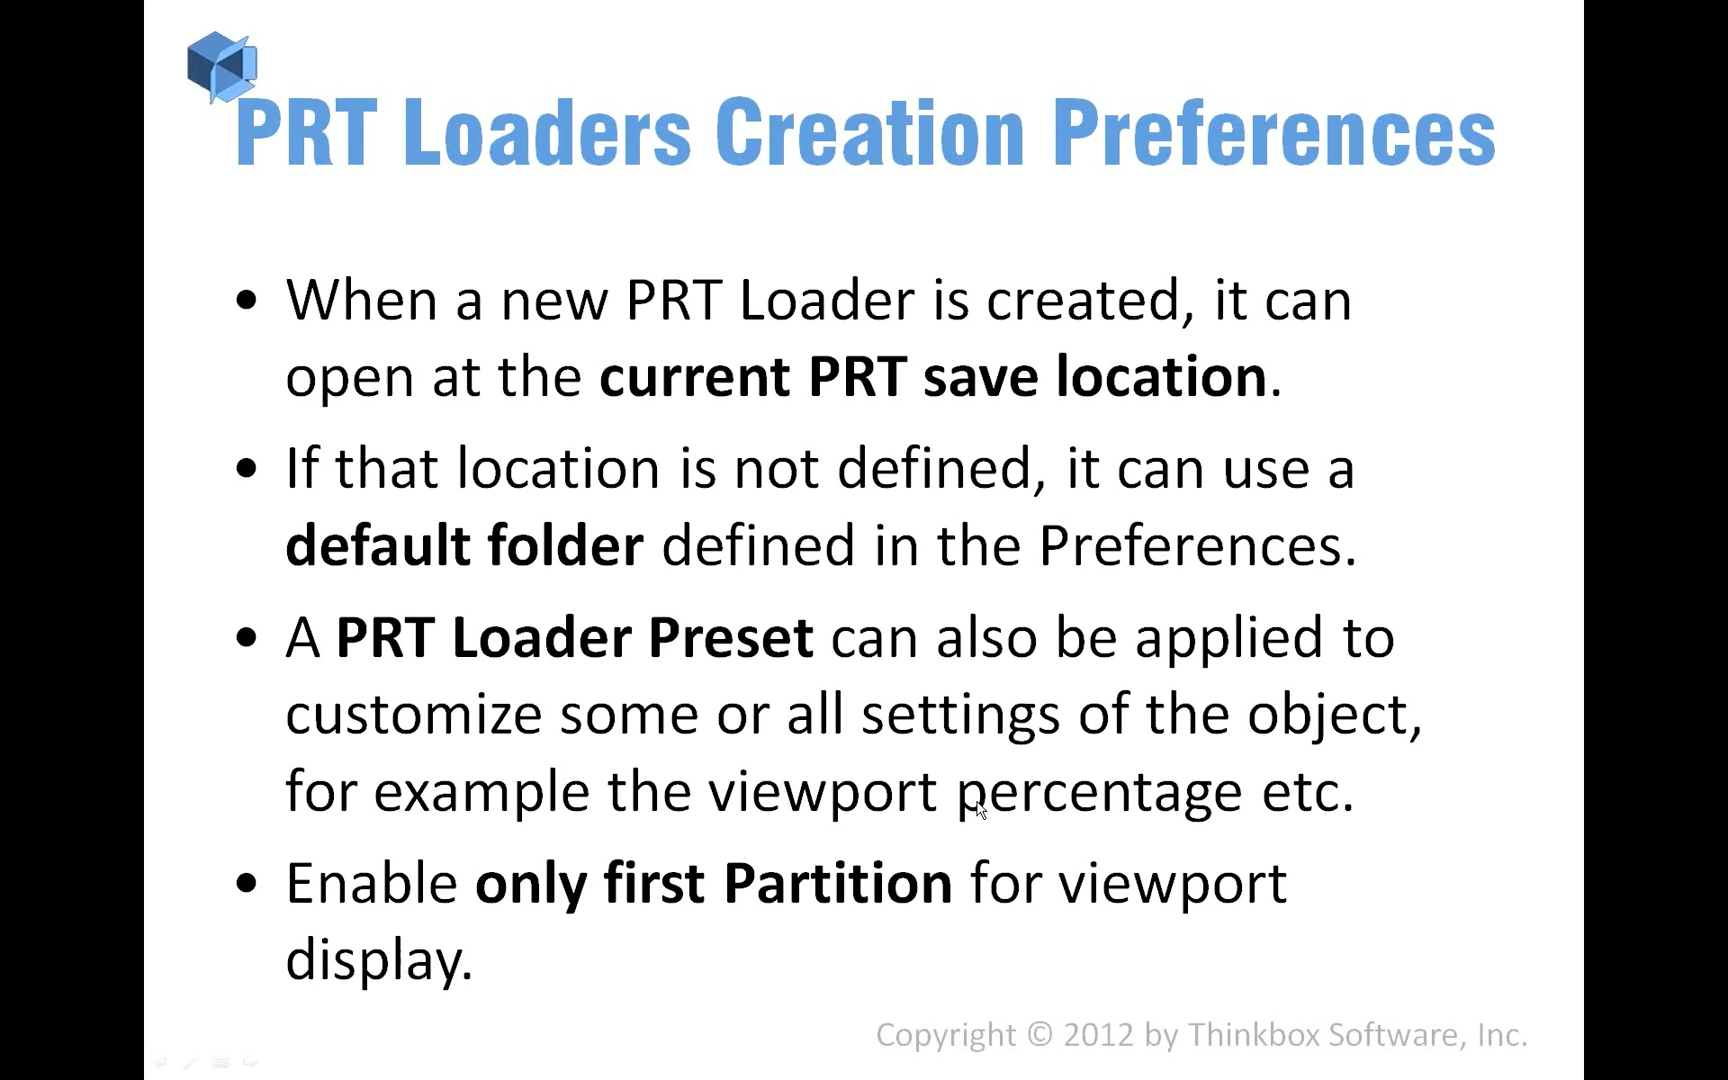 PRT Loaders Creation Preferences
• When a new PRT Loader is created, it can
open at the current PRT save location.
• If that location is not defined, it can use a
default folder defined in the Preferences.
• A PRT Loader Preset can also be applied to
customize some or all settings of the object,
for example the viewport percentage etc.
• Enable only first Partition for viewport
display.
Copyright © 2012 by Thinkbox Software, Inc.